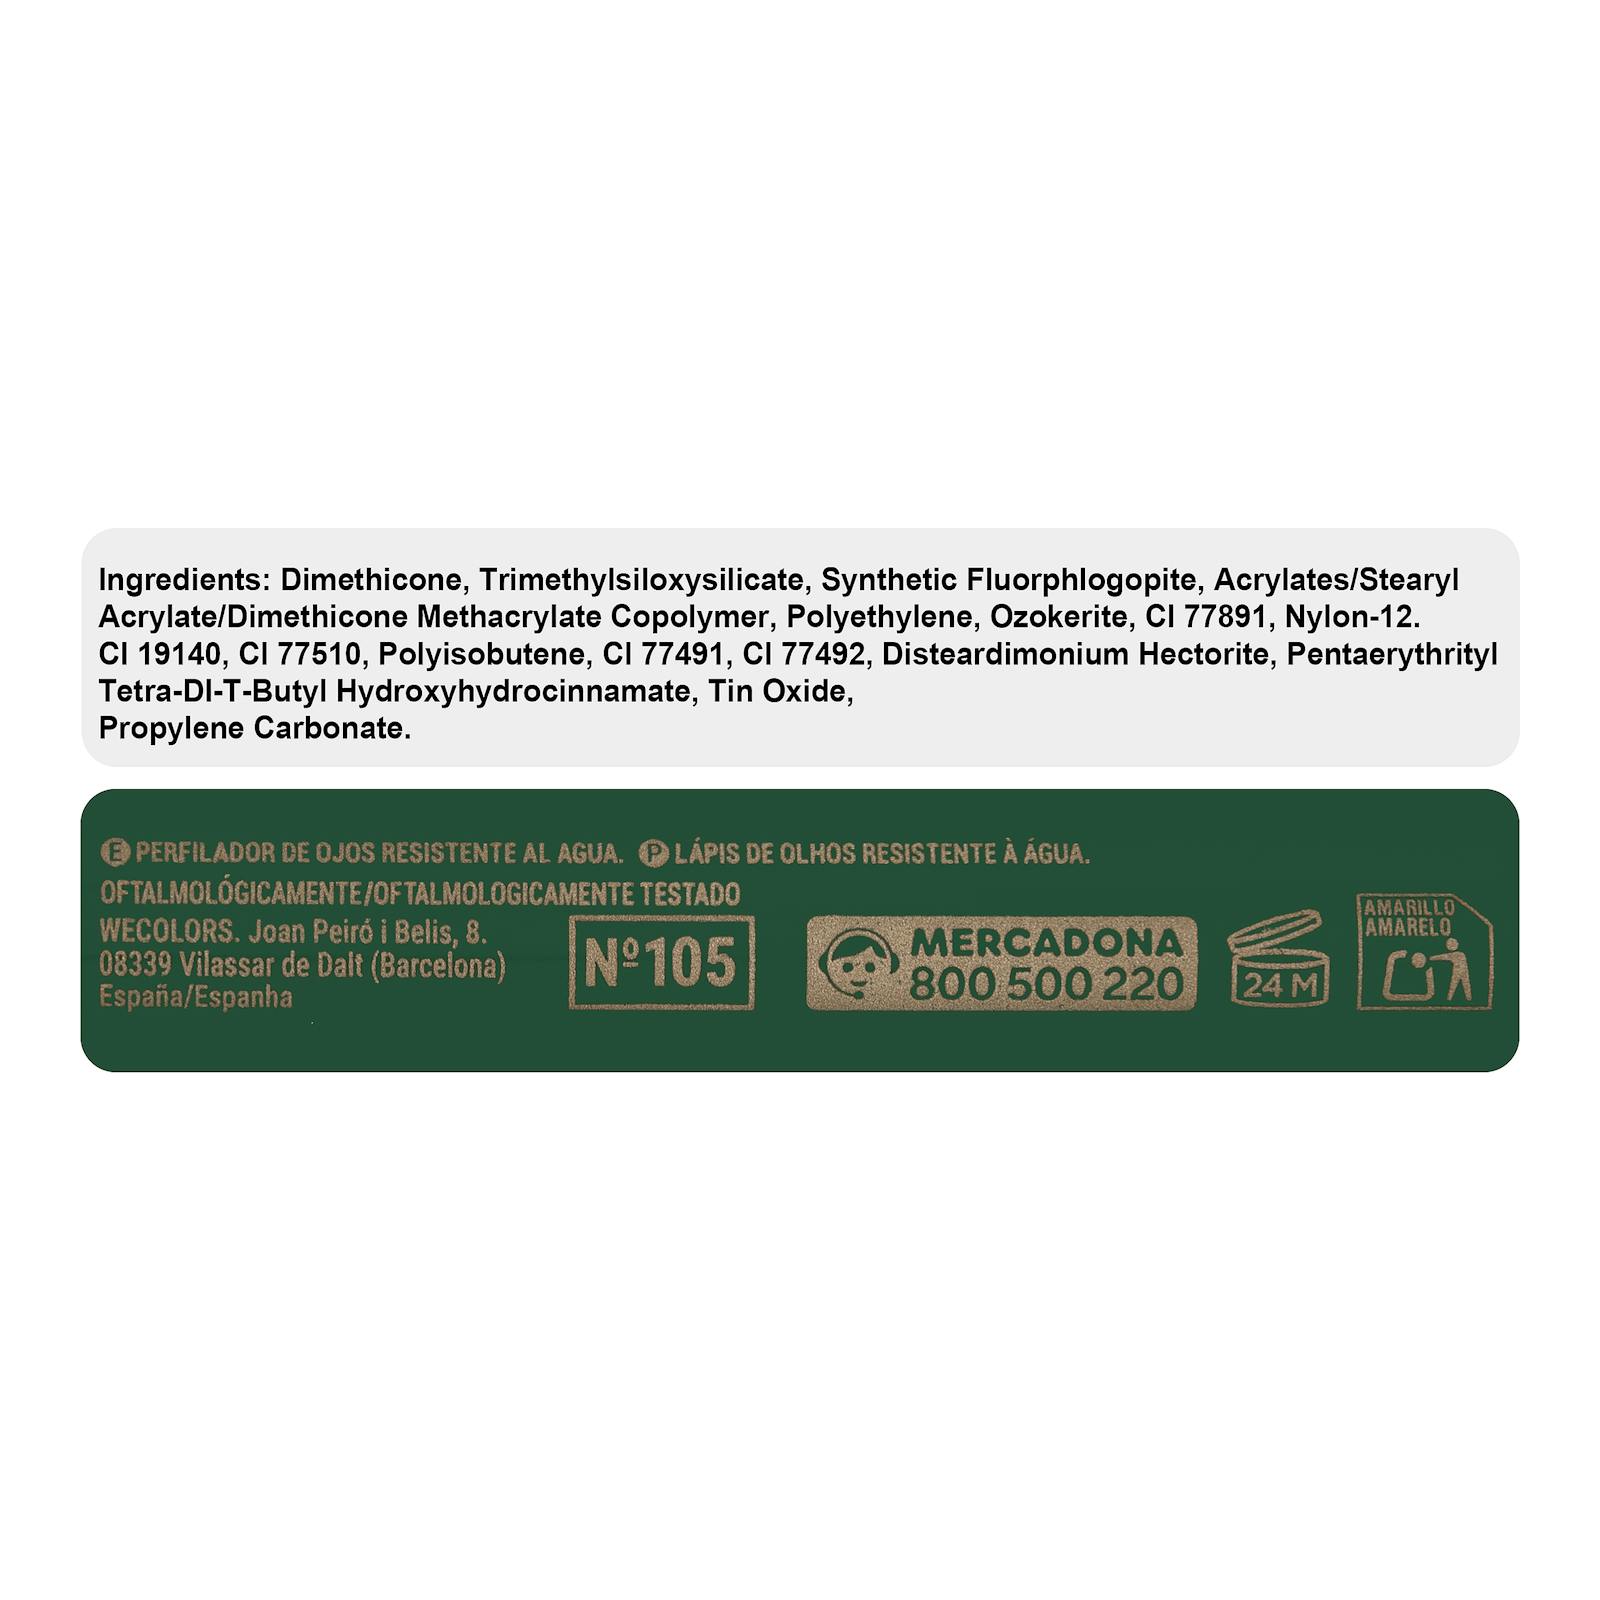 Ingredients: Dimethicone, Trimethylsiloxysilicate, Synthetic Fluorphlogopite, Acrylates/Stearyl
Acrylate/Dimethicone Methacrylate Copolymer, Polyethylene, Ozokerite, CI 77891, Nylon-12.
CI 19140, CI 77510, Polyisobutene, CI 77491, CI 77492, Disteardimonium Hectorite, Pentaerythrityl
Tetra-DI-T-Butyl Hydroxyhydrocinnamate, Tin Oxide,
Propylene Carbonate.
E PERFILADOR DE OJOS RESISTENTE AL AGUA. P LÁPIS DE OLHOS RESISTENTE À ÁGUA.
OFTALMOLÓGICAMENTE/OFTALMOLOGICAMENTE TESTADO
WECOLORS. Joan Peiró i Belis, 8.
08339 Vilassar de Dalt (Barcelona)
España/Espanha
Nº105
MERCADONA
800 500 220
24 M
AMARILLO
AMARELO